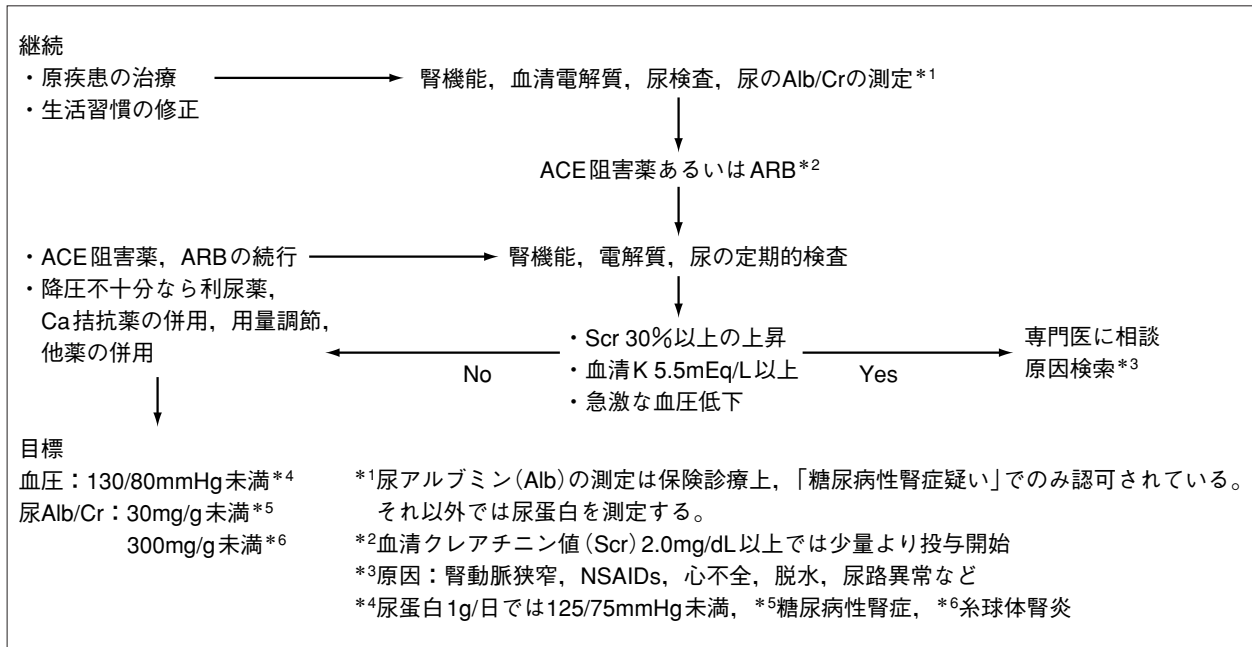 継続
・原疾患の治療
・生活習慣の修正
腎機能，血清電解質，尿検査，尿のAlb/Crの測定*1
ACE阻害薬あるいはARB*2
・ACE阻害薬，ARBの続行
・降圧不十分なら利尿薬，
Ca拮抗薬の併用，用量調節，
他薬の併用
腎機能，電解質，尿の定期的検査
・Scr 30％以上の上昇
・血清K 5.5mEq/L以上
・急激な血圧低下
No
Yes
専門医に相談
原因検索*3
目標
血圧：130/80mmHg未満*4
尿Alb/Cr：30mg/g未満*5
300mg/g未満*6
*1尿アルブミン（Alb）の測定は保険診療上，「糖尿病性腎症疑い」でのみ認可されている。
それ以外では尿蛋白を測定する。
*2血清クレアチニン値（Scr）2.0mg/dL以上では少量より投与開始
*3原因：腎動脈狭窄，NSAIDs，心不全，脱水，尿路異常など
*4尿蛋白1g/日では125/75mmHg未満，*5糖尿病性腎症，*6糸球体腎炎